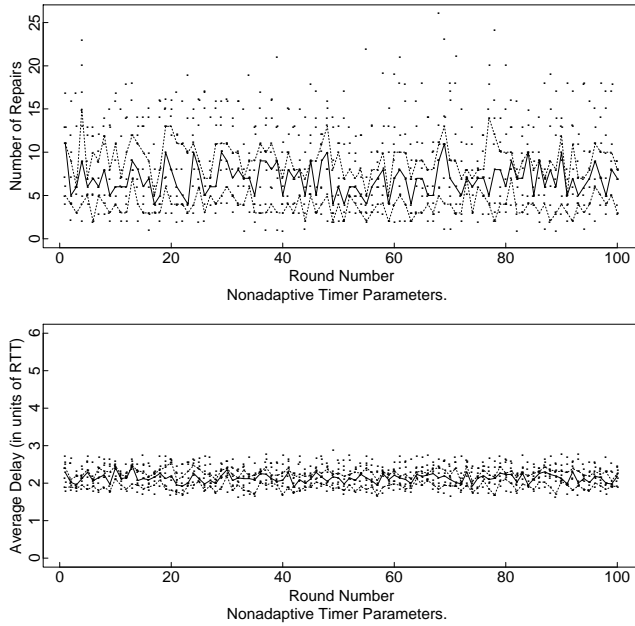 Number of Repairs
0 5 10 15 20 25
0 20 40 60 80 100
Round Number
Nonadaptive Timer Parameters.
Average Delay (in units of RTT)
0 1 2 3 4 5 6
0 20 40 60 80 100
Round Number
Nonadaptive Timer Parameters.